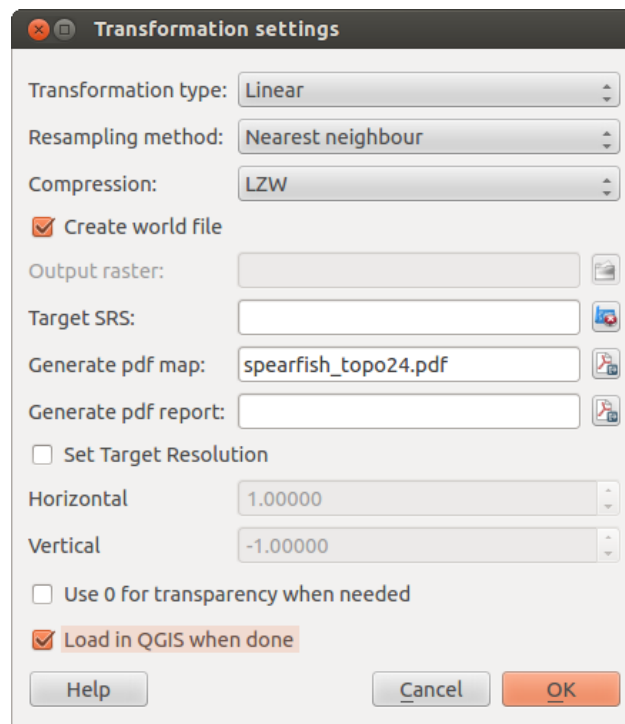 Transformation settings
Transformation type: Linear
Resampling method: Nearest neighbour
Compression: LZW
Create world file
Output raster:
Target SRS:
Generate pdf map: spearfish_topo24.pdf
Generate pdf report:
Set Target Resolution
Horizontal 1.00000
Vertical -1.00000
Use 0 for transparency when needed
Load in QGIS when done
Help Cancel OK